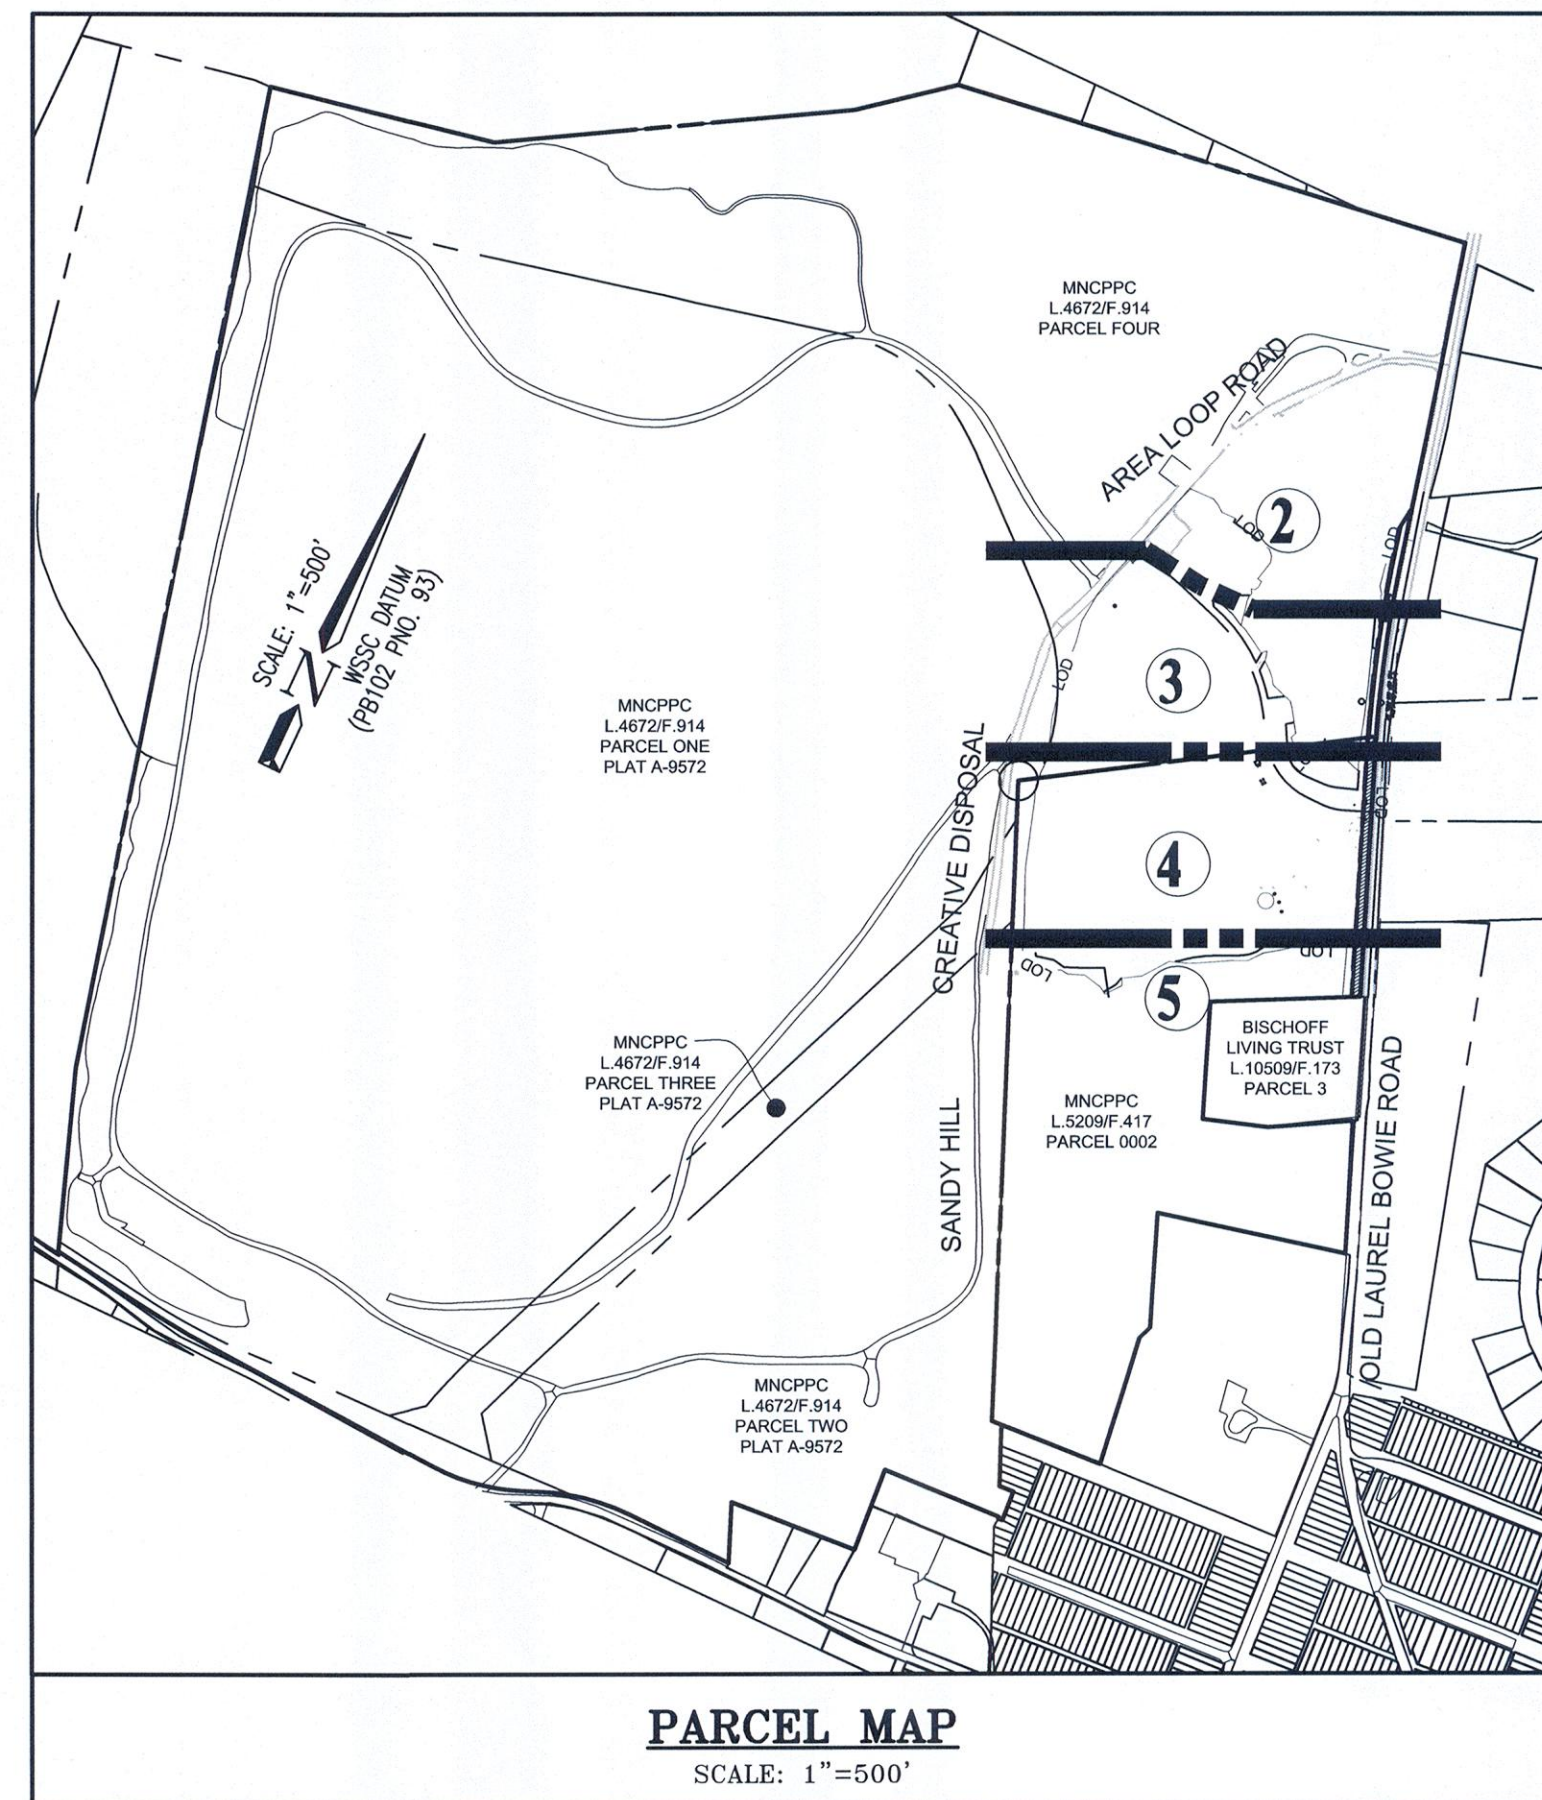 MNCPPC
L.4672/F.914
PARCEL FOUR
AREA LOOP ROAD
2
LOD
LOD
SCALE: 1"=500'
N
WSSC DATUM
(PB102 PNO. 93)
3
LOD
MNCPPC
L.4672/F.914
PARCEL ONE
PLAT A-9572
CREATIVE DISPOSAL
LOD
4
LOD
LOD
5
MNCPPC
L.4672/F.914
PARCEL THREE
PLAT A-9572
BISCHOFF
LIVING TRUST
L.10509/F.173
PARCEL 3
MNCPPC
L.5209/F.417
PARCEL 0002
SANDY HILL
OLD LAUREL BOWIE ROAD
MNCPPC
L.4672/F.914
PARCEL TWO
PLAT A-9572
PARCEL MAP
SCALE: 1"=500'